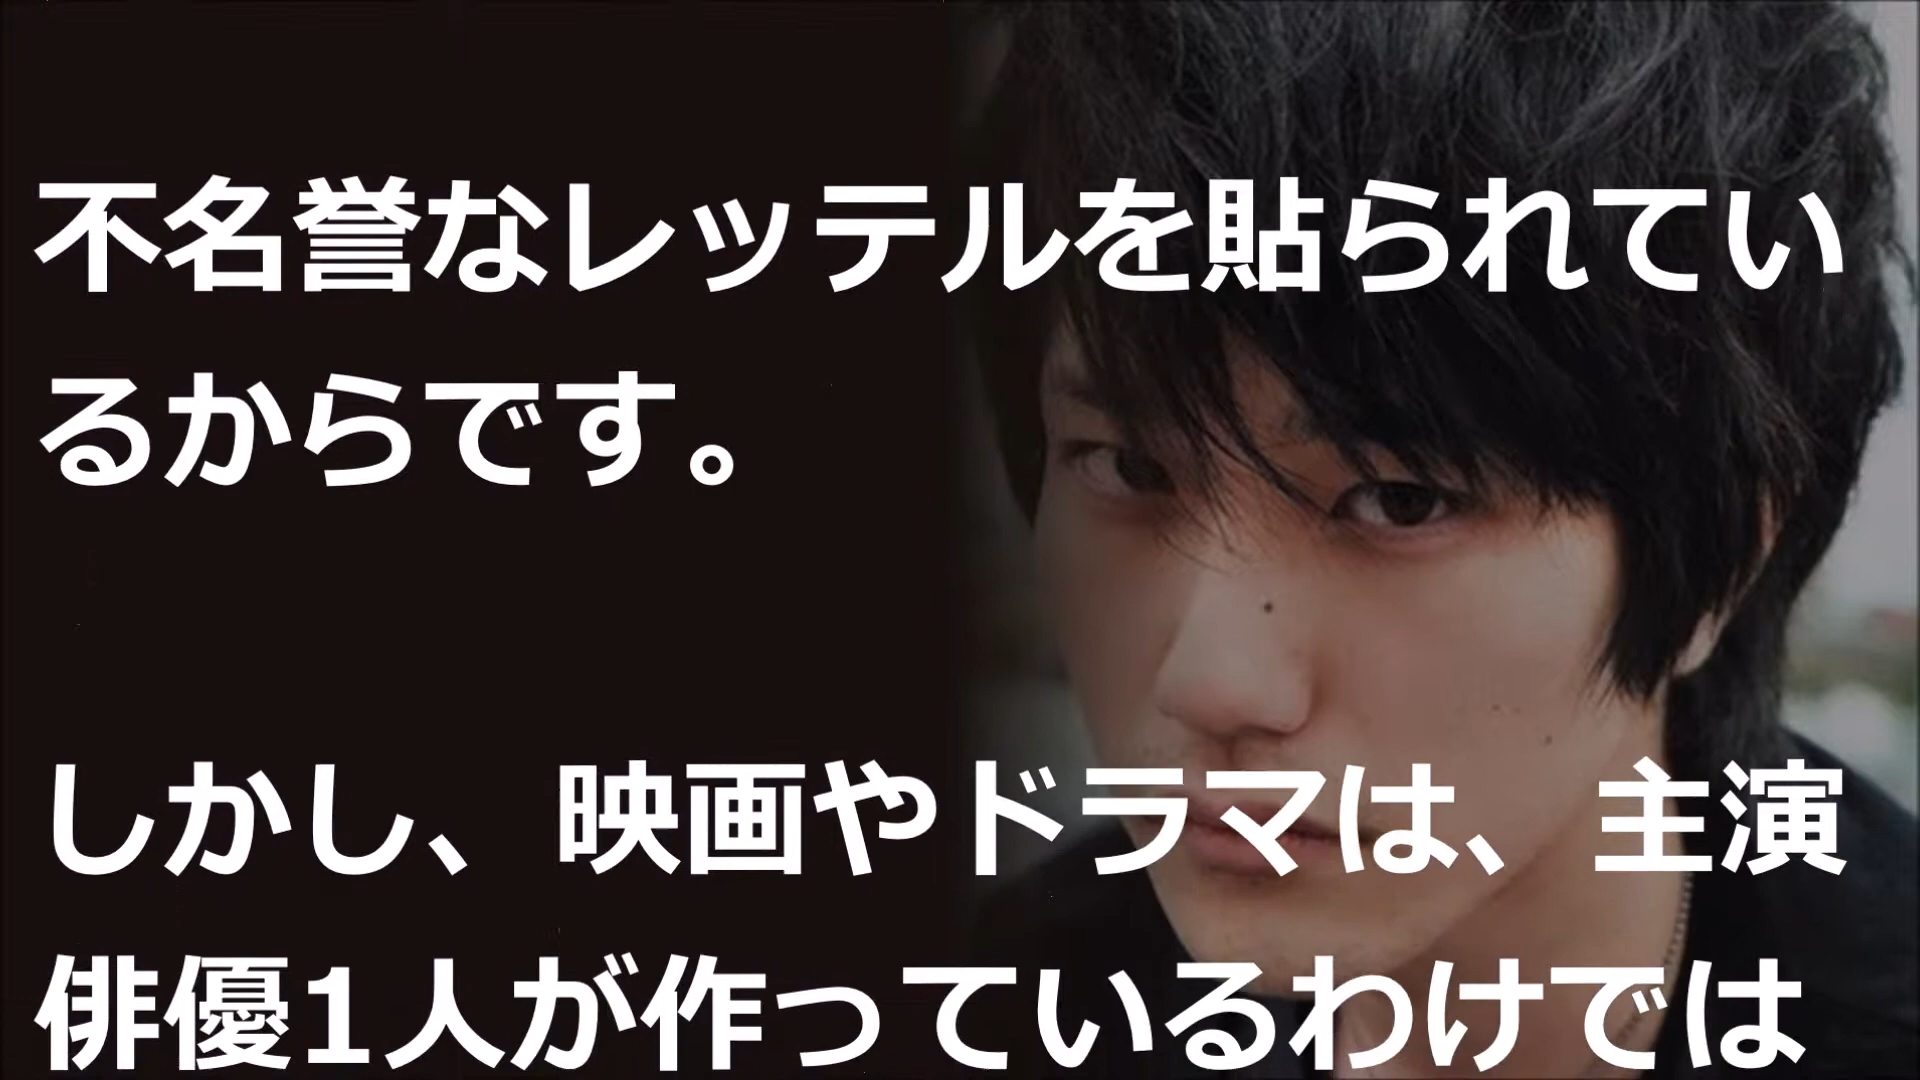 不名誉なレッテルを貼られてい
るからです。
しかし、映画やドラマは、主演
俳優1人が作っているわけでは